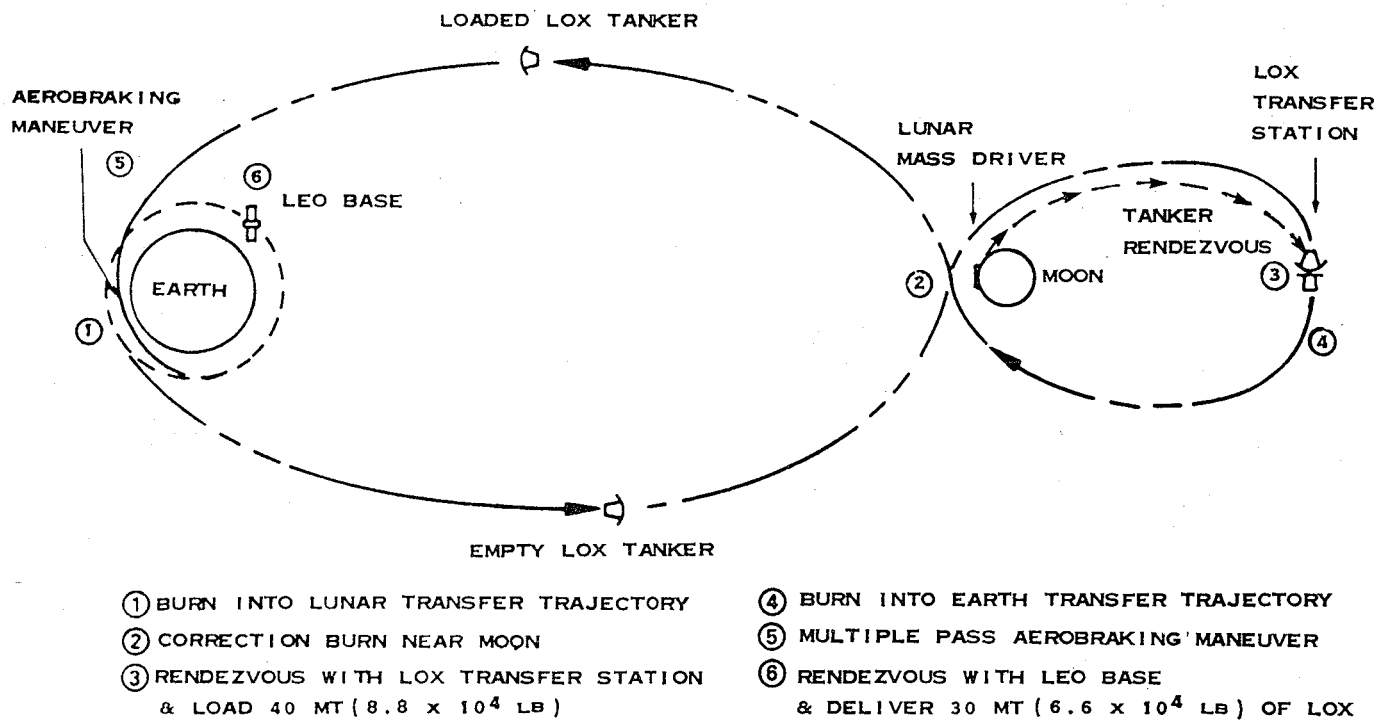 LOADED LOX TANKER
AEROBRAKING
MANEUVER
⑤
⑥
LEO BASE
EARTH
①
LUNAR
MASS DRIVER
LOX
TRANSFER
STATION
TANKER
RENDEZVOUS
②
MOON
③
④
EMPTY LOX TANKER
① BURN INTO LUNAR TRANSFER TRAJECTORY
② CORRECTION BURN NEAR MOON
③ RENDEZVOUS WITH LOX TRANSFER STATION
& LOAD 40 MT (8.8 x 10⁴ LB)
④ BURN INTO EARTH TRANSFER TRAJECTORY
⑤ MULTIPLE PASS AEROBRAKING MANEUVER
⑥ RENDEZVOUS WITH LEO BASE
& DELIVER 30 MT (6.6 x 10⁴ LB) OF LOX